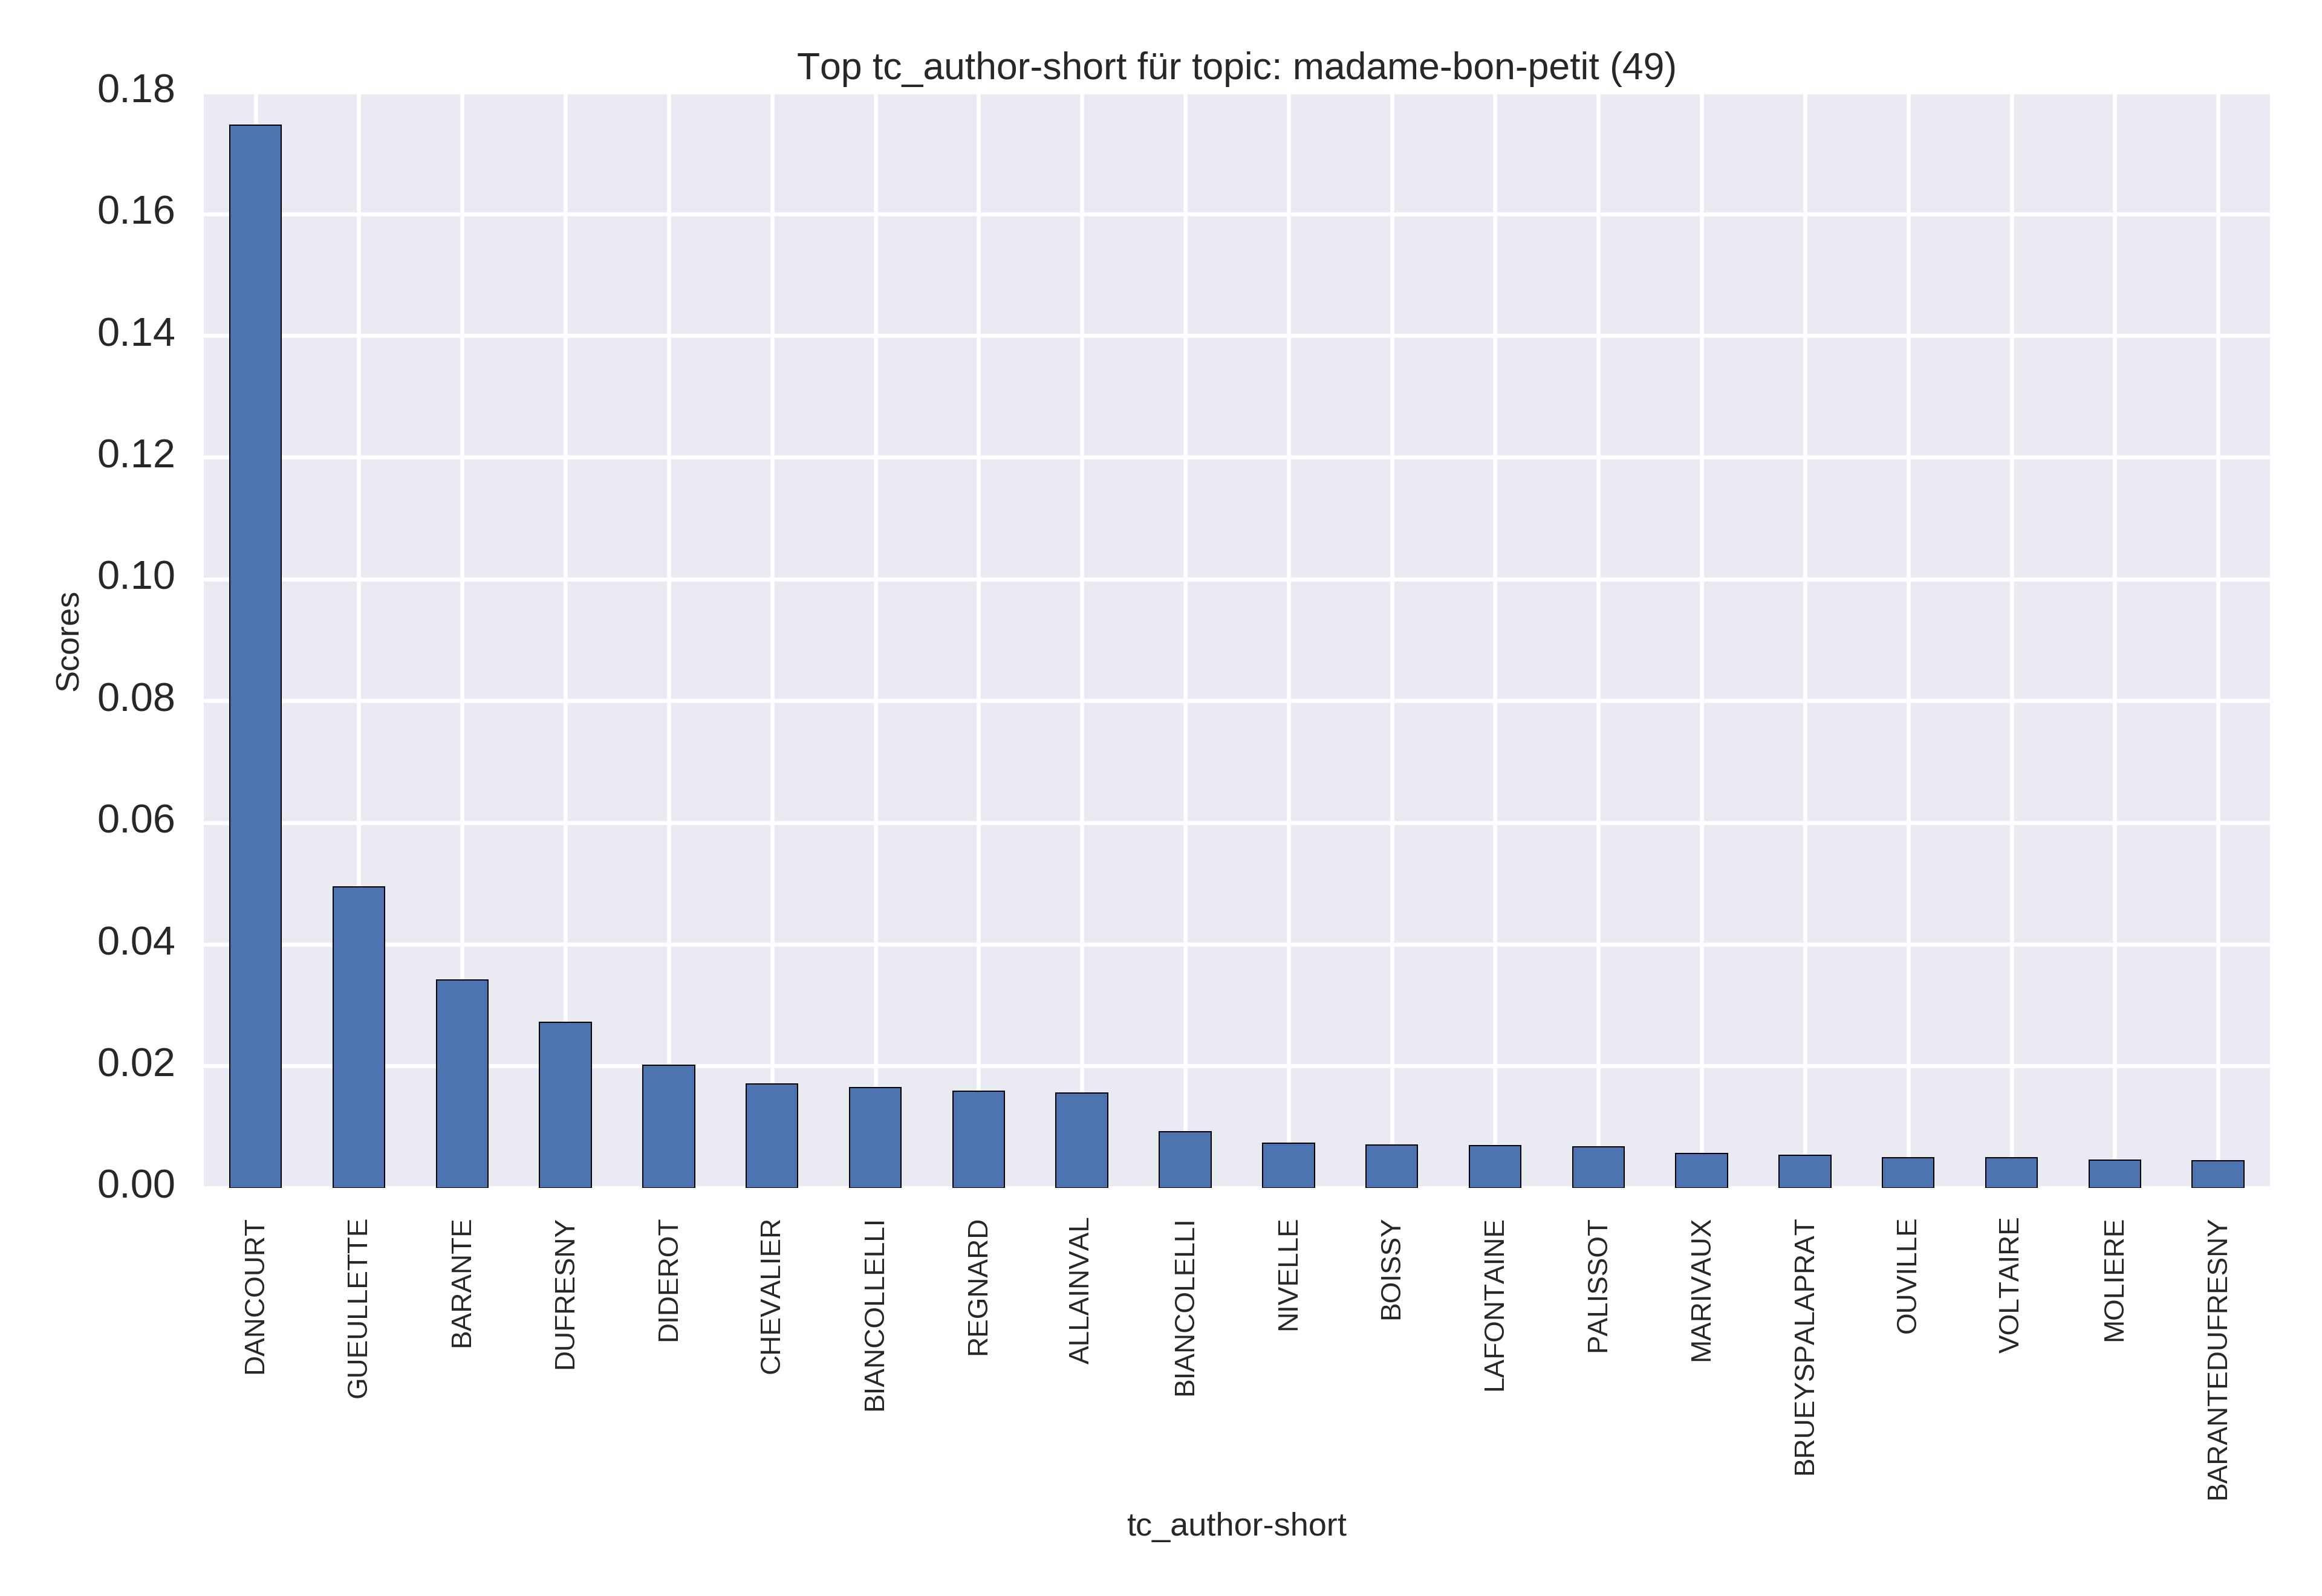 Top tc_author-short für topic: madame-bon-petit (49)
0.18
0.16
0.14
0.12
0.10
0.08
0.06
0.04
0.02
0.00
Scores
DANCOURT
GUEULLETTE
BARANTE
DUFRESNY
DIDEROT
CHEVALIER
BIANCOLLELLI
REGNARD
ALLAINVAL
BIANCOLELLI
NIVELLE
BOISSY
LAFONTAINE
PALISSOT
MARIVAUX
BRUEYSPALAPRAT
OUVILLE
VOLTAIRE
MOLIERE
BARANTEDUFRESNY
tc_author-short